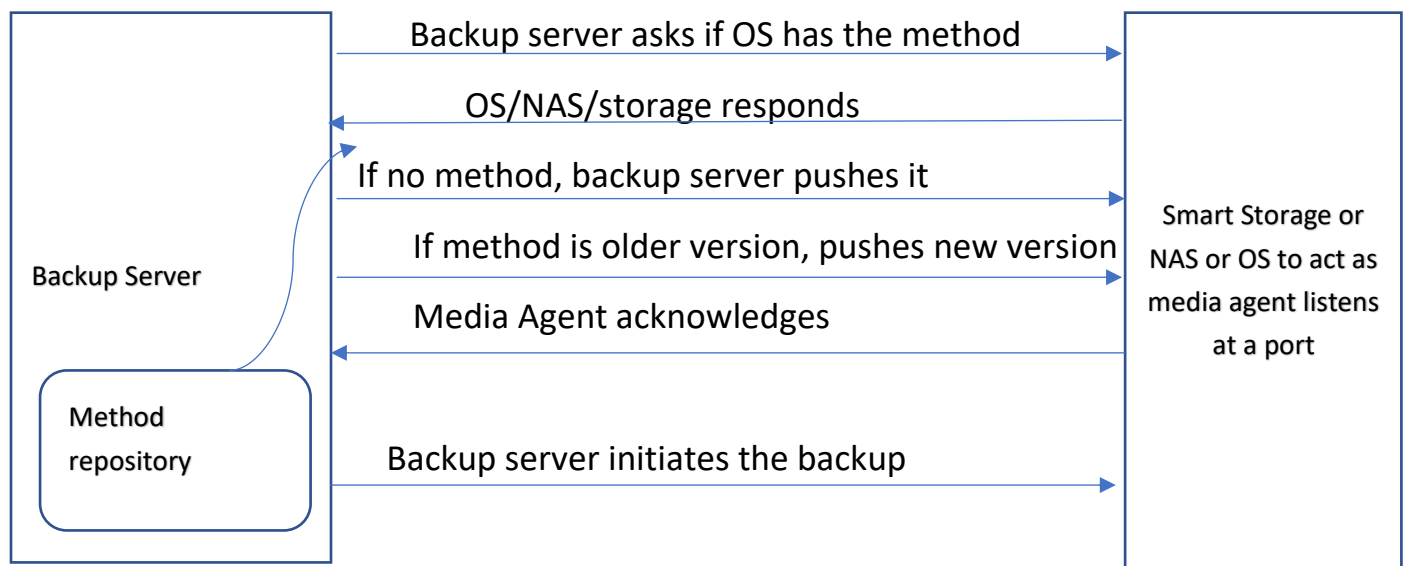 Backup server asks if OS has the method
OS/NAS/storage responds
If no method, backup server pushes it
If method is older version, pushes new version
Media Agent acknowledges
Backup server initiates the backup
Backup Server
Method
repository
Smart Storage or
NAS or OS to act as
media agent listens
at a port